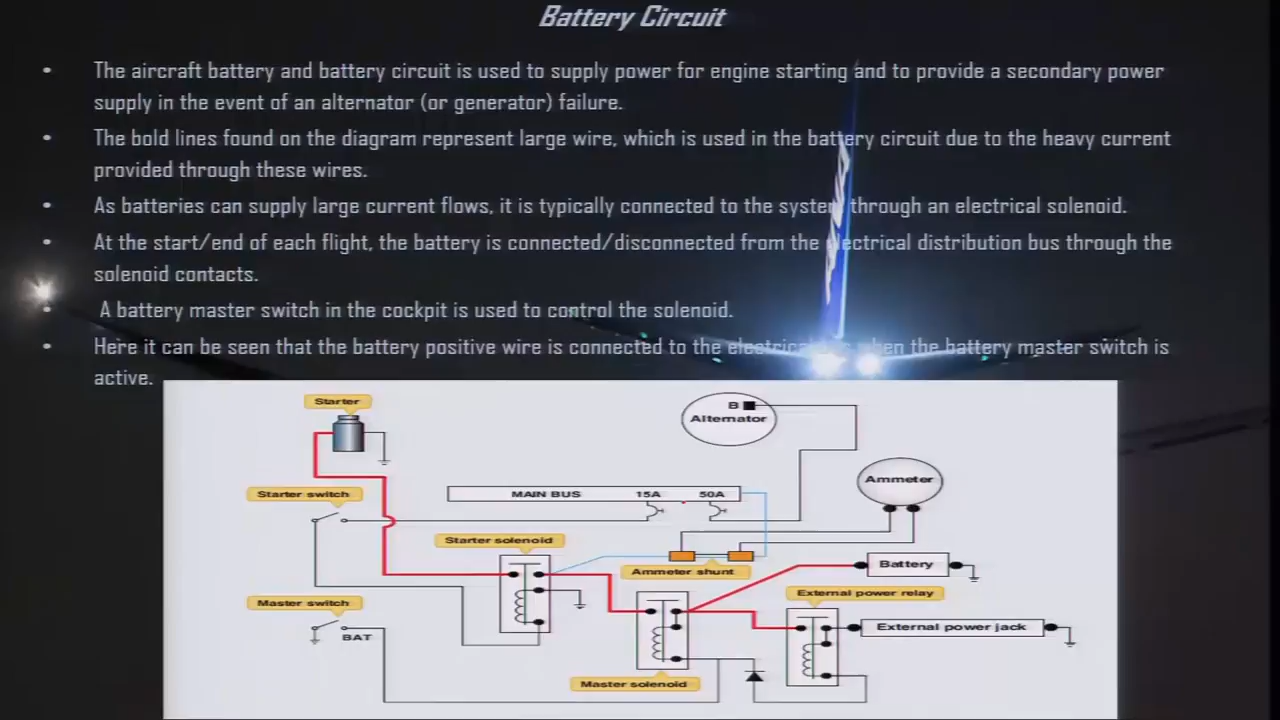 Battery Circuit
• The aircraft battery and battery circuit is used to supply power for engine starting and to provide a secondary power
supply in the event of an alternator (or generator) failure.
• The bold lines found on the diagram represent large wire, which is used in the battery circuit due to the heavy current
provided through these wires.
• As batteries can supply large current flows, it is typically connected to the system through an electrical solenoid.
• At the start/end of each flight, the battery is connected/disconnected from the electrical distribution bus through the
solenoid contacts.
• A battery master switch in the cockpit is used to control the solenoid.
• Here it can be seen that the battery positive wire is connected to the electrical when the battery master switch is
active.
Starter
B
Alternator
Ammeter
Starter switch
MAIN BUS 15A 50A
Starter solenoid
Ammeter shunt
Battery
External power relay
Master switch
BAT
External power jack
Master solenoid